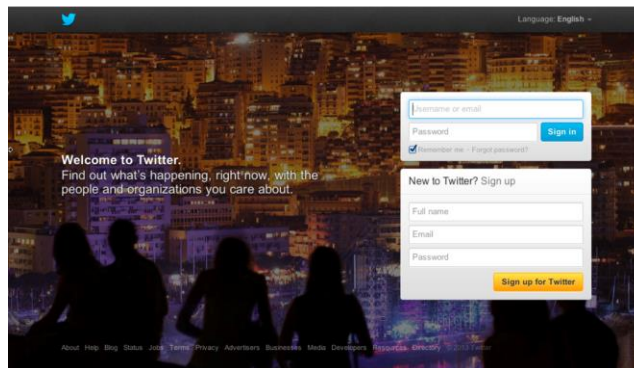 Language: English
Username or email
Password
Sign in
Remember me · Forgot password?
Welcome to Twitter.
Find out what's happening, right now, with the
people and organizations you care about.
New to Twitter? Sign up
Full name
Email
Password
Sign up for Twitter
About Help Blog Status Jobs Terms Privacy Advertisers Businesses Media Developers Resources Directory © 2013 Twitter